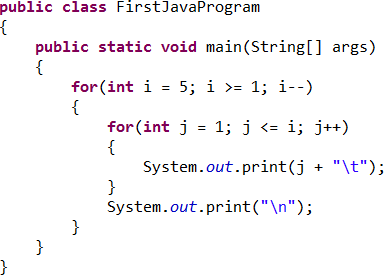 public class FirstJavaProgram
{
    public static void main(String[] args)
    {
        for(int i = 5; i >= 1; i--)
        {
            for(int j = 1; j <= i; j++)
            {
                System.out.print(j + "\t");
            }
            System.out.print("\n");
        }
    }
}